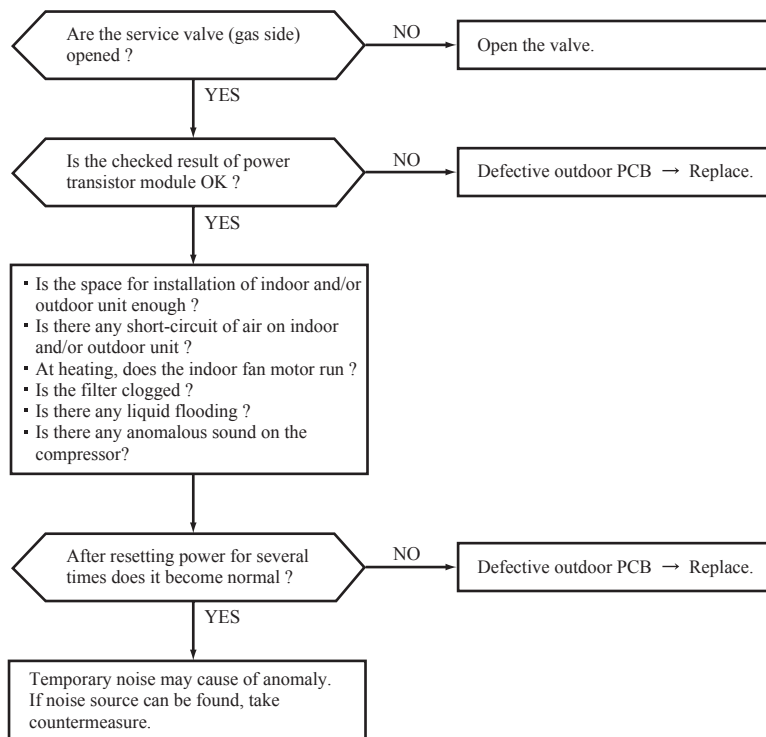 Are the service valve (gas side)
opened ?
NO
Open the valve.
YES
Is the checked result of power
transistor module OK ?
NO
Defective outdoor PCB → Replace.
YES
▪ Is the space for installation of indoor and/or
outdoor unit enough ?
▪ Is there any short-circuit of air on indoor
and/or outdoor unit ?
▪ At heating, does the indoor fan motor run ?
▪ Is the filter clogged ?
▪ Is there any liquid flooding ?
▪ Is there any anomalous sound on the
compressor?
After resetting power for several
times does it become normal ?
NO
Defective outdoor PCB → Replace.
YES
Temporary noise may cause of anomaly.
If noise source can be found, take
countermeasure.